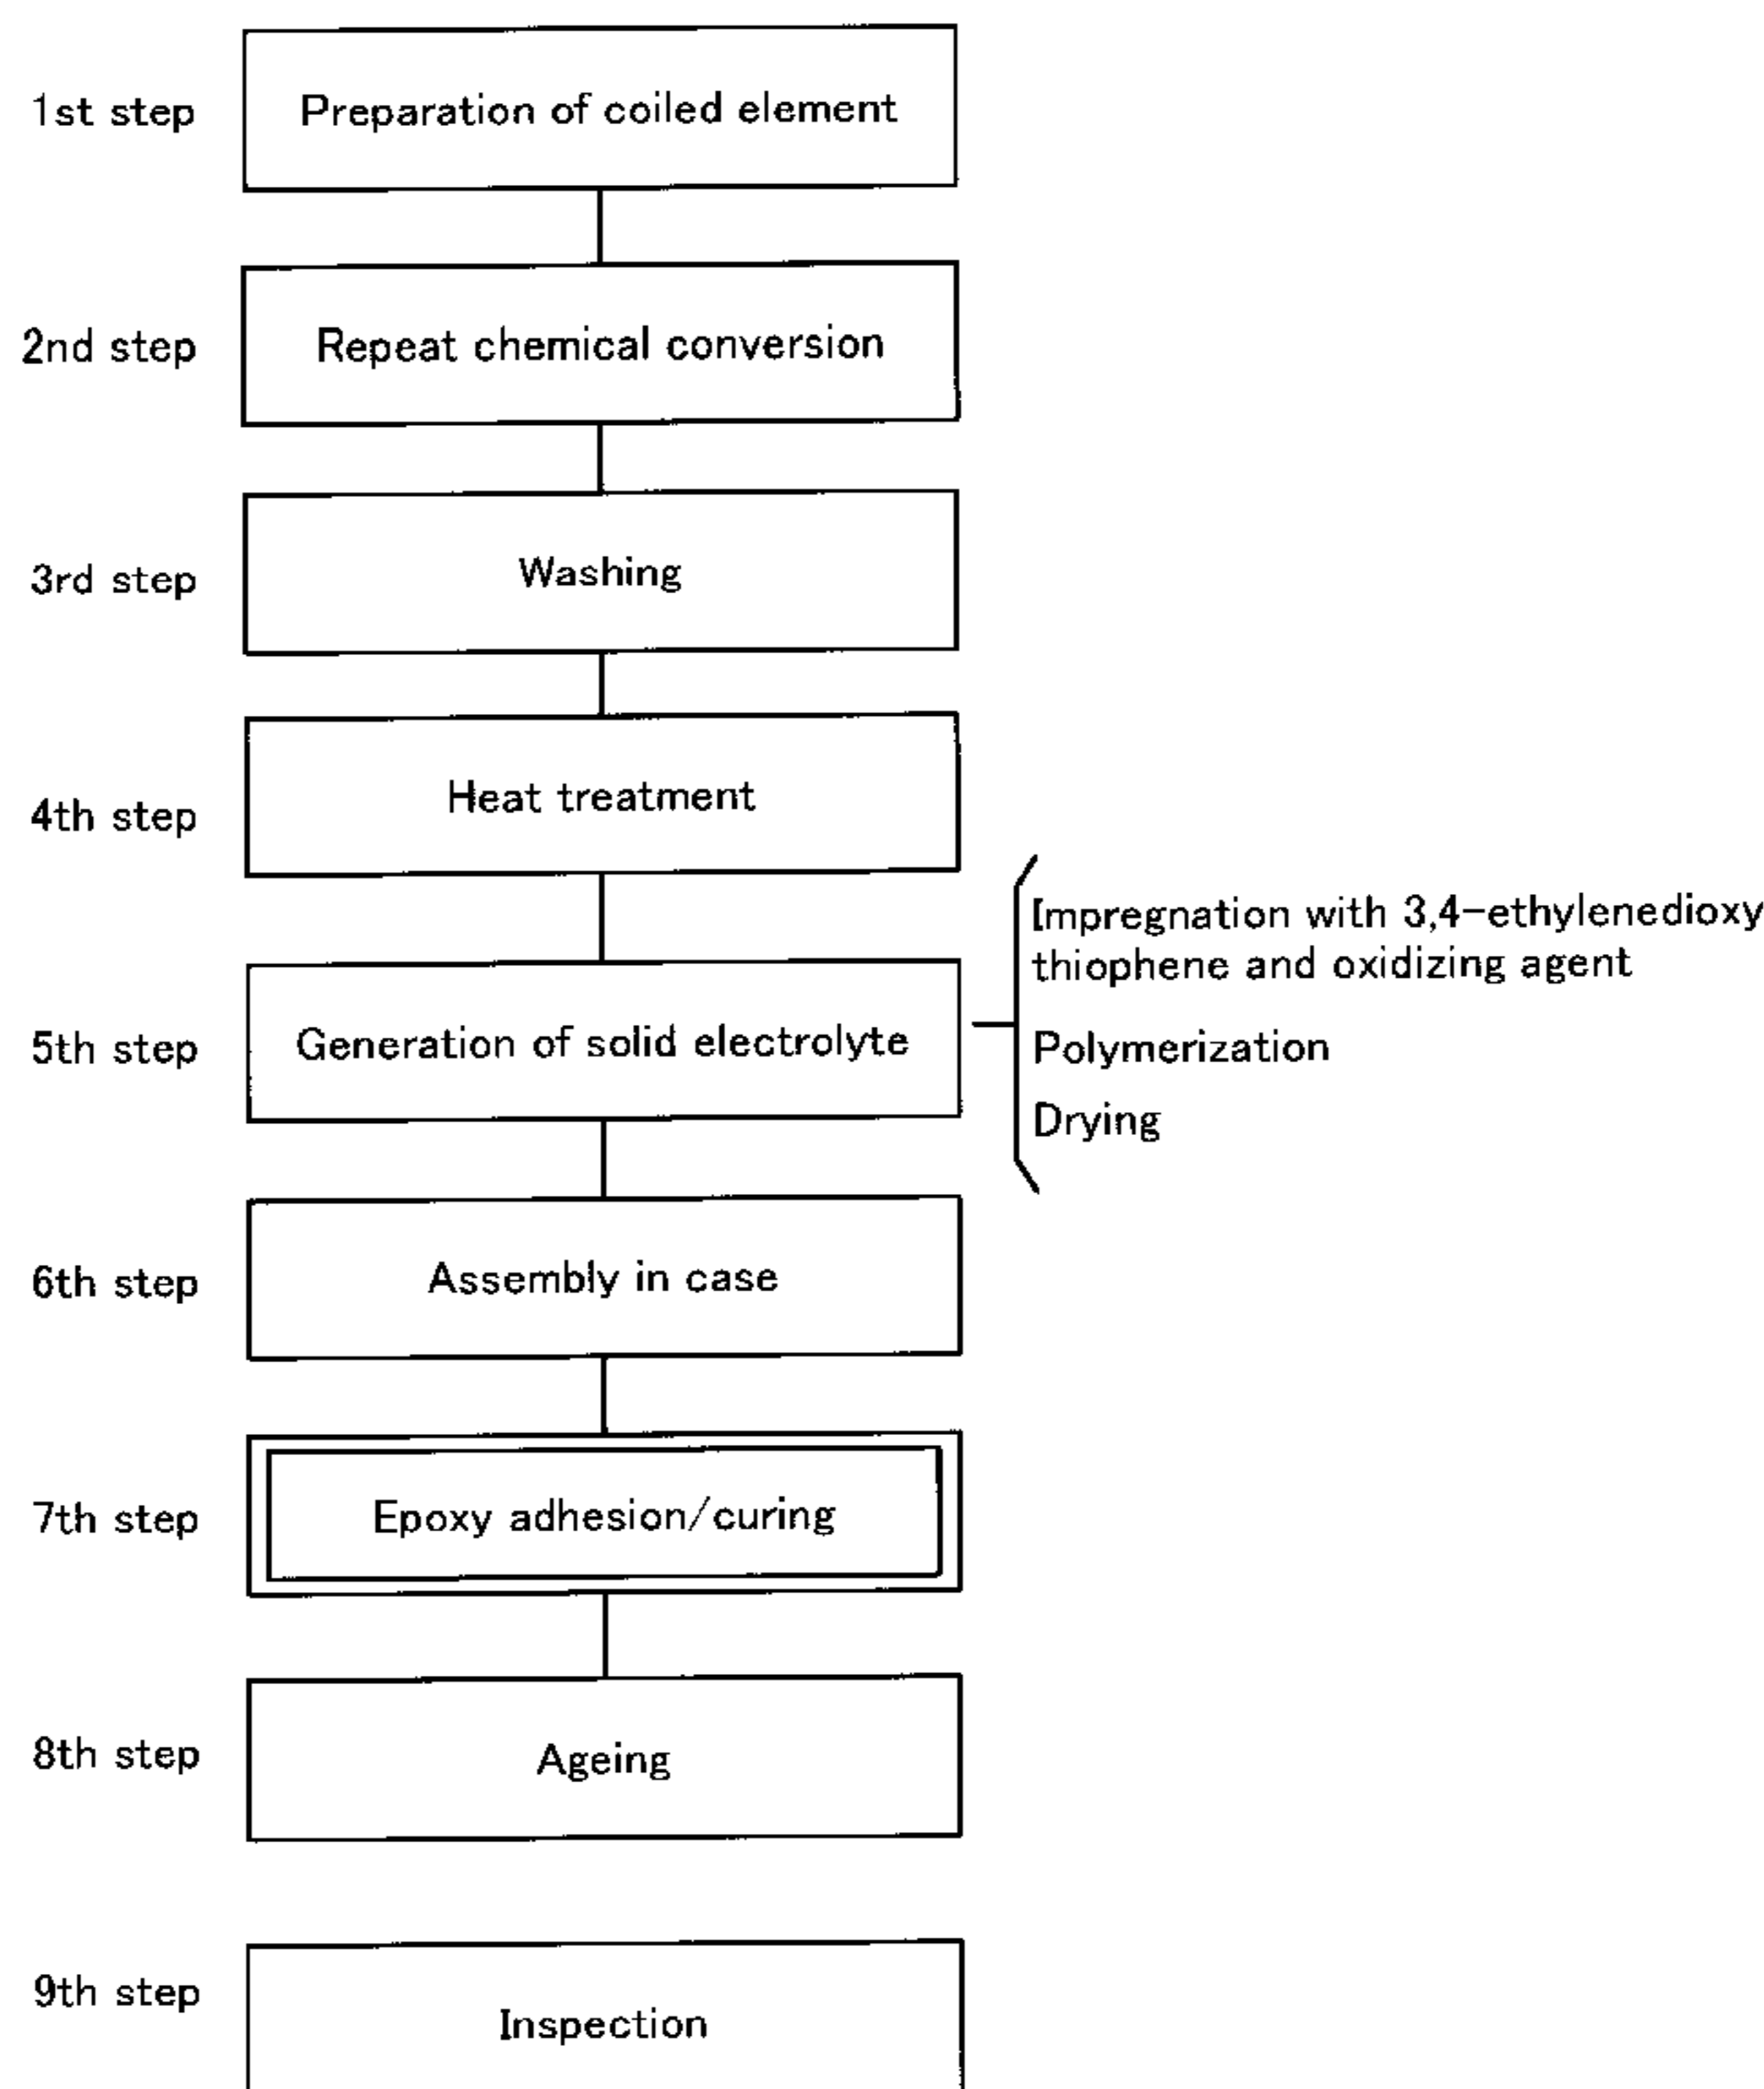 1st step
Preparation of coiled element
2nd step
Repeat chemical conversion
3rd step
Washing
4th step
Heat treatment
5th step
Generation of solid electrolyte
Impregnation with 3,4-ethylenedioxy
thiophene and oxidizing agent
Polymerization
Drying
6th step
Assembly in case
7th step
Epoxy adhesion/curing
8th step
Ageing
9th step
Inspection